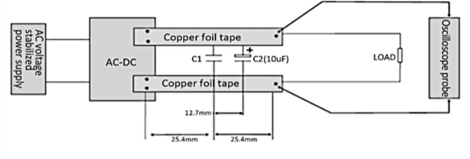 AC voltage
stabilized
power supply
AC-DC
Copper foil tape
C1
C2(10uF)
LOAD
Oscilloscope probe
Copper foil tape
12.7mm
25.4mm
25.4mm